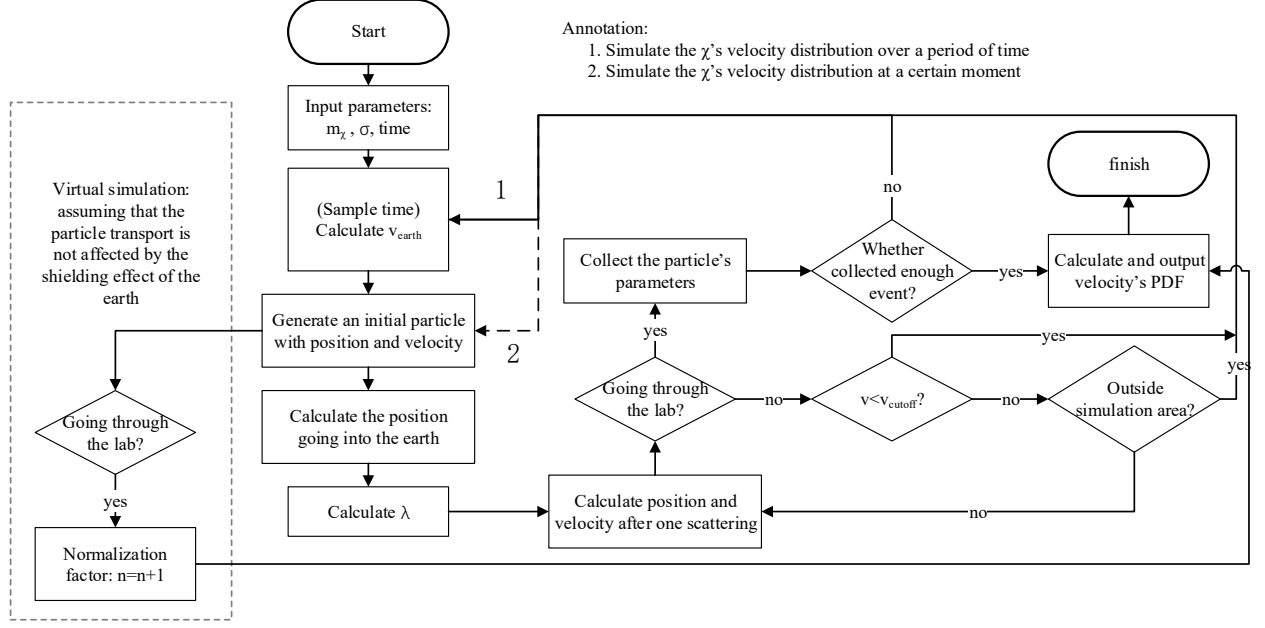 Start
Annotation:
1. Simulate the χ's velocity distribution over a period of time
2. Simulate the χ's velocity distribution at a certain moment
Input parameters:
mχ , σ, time
Virtual simulation:
assuming that the
particle transport is
not affected by the
shielding effect of the
earth
(Sample time)
Calculate vearth
1
no
finish
Collect the particle's
parameters
Whether
collected enough
event?
yes
Calculate and output
velocity's PDF
Generate an initial particle
with position and velocity
2
yes
yes
yes
Going through
the lab?
Calculate the position
going into the earth
Going through
the lab?
no
v<vcutoff?
no
Outside
simulation area?
yes
Calculate λ
Calculate position and
velocity after one scattering
no
Normalization
factor: n=n+1